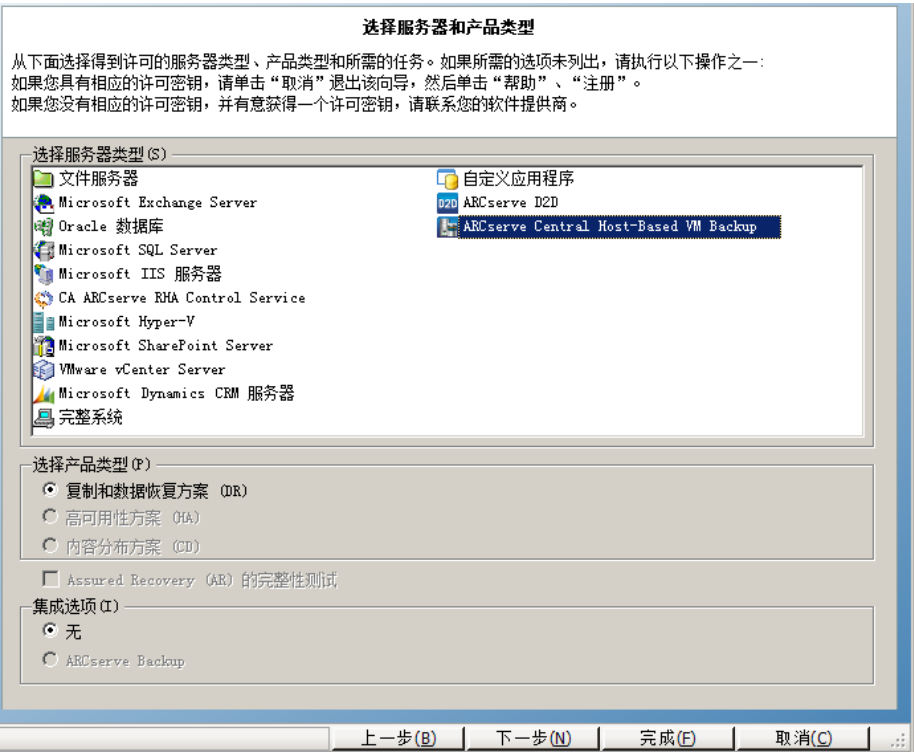 选择服务器和产品类型
从下面选择得到许可的服务器类型、产品类型和所需的任务。如果所需的选项未列出，请执行以下操作之一：
如果您具有相应的许可密钥，请单击“取消”退出该向导，然后单击“帮助”、“注册”。
如果您没有相应的许可密钥，并有意获得一个许可密钥，请联系您的软件提供商。
选择服务器类型(S)
文件服务器
Microsoft Exchange Server
Oracle 数据库
Microsoft SQL Server
Microsoft IIS 服务器
CA ARCserve RHA Control Service
Microsoft Hyper-V
Microsoft SharePoint Server
VMware vCenter Server
Microsoft Dynamics CRM 服务器
完整系统
自定义应用程序
D2D ARCserve D2D
ARCserve Central Host-Based VM Backup
选择产品类型(P)
复制和数据恢复方案 (DR)
高可用性方案 (HA)
内容分布方案 (CD)
Assured Recovery (AR) 的完整性测试
集成选项(I)
无
ARCserve Backup
上一步(B) 下一步(N) 完成(F) 取消(C)